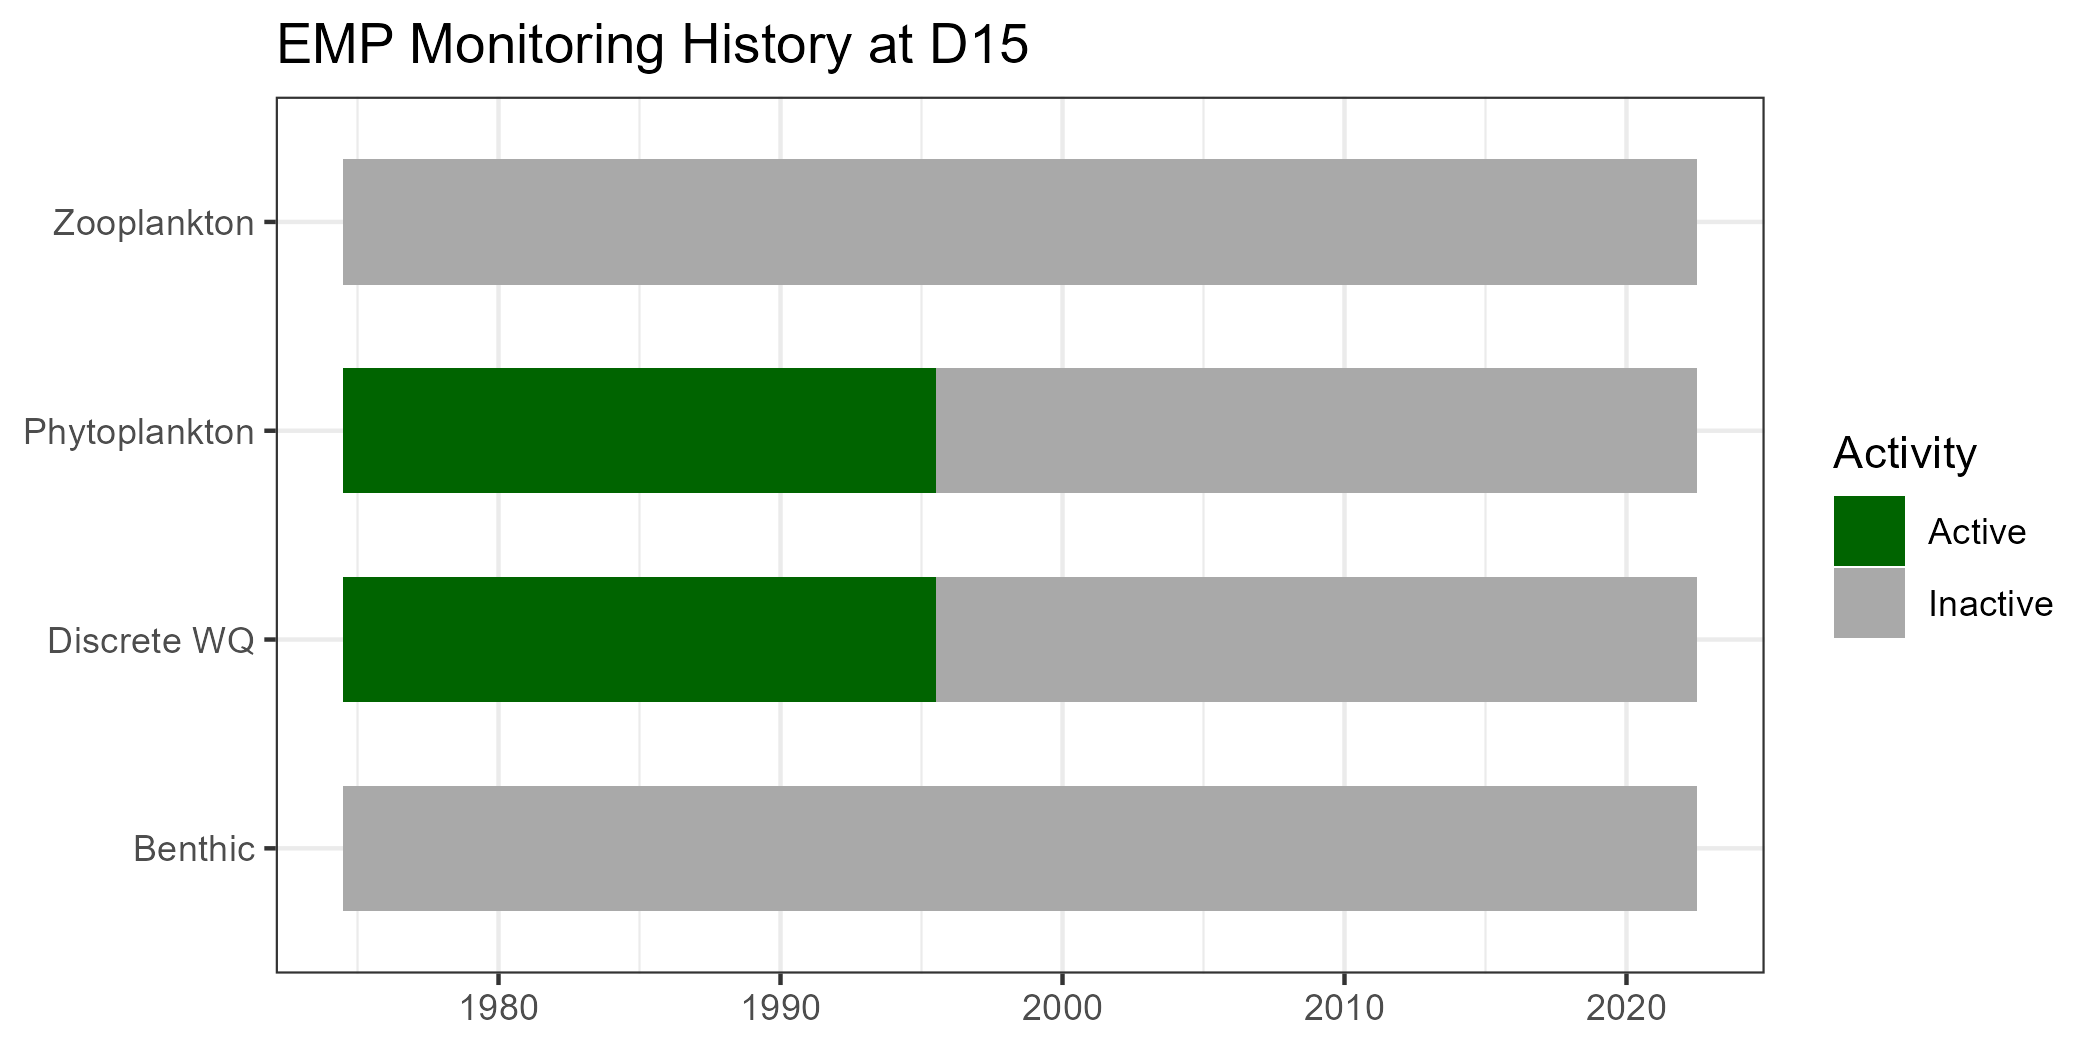 EMP Monitoring History at D15
Zooplankton
Phytoplankton
Discrete WQ
Benthic
1980 1990 2000 2010 2020
Activity
Active
Inactive